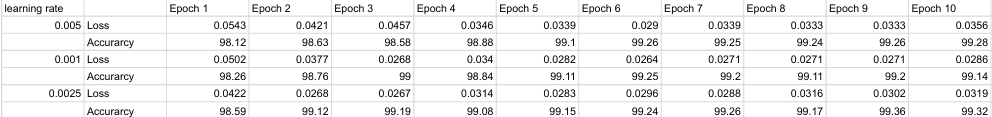 learning rate Epoch 1 Epoch 2 Epoch 3 Epoch 4 Epoch 5 Epoch 6 Epoch 7 Epoch 8 Epoch 9 Epoch 10
0.005 Loss 0.0543 0.0421 0.0457 0.0346 0.0339 0.029 0.0339 0.0333 0.0333 0.0356
Accurarcy 98.12 98.63 98.58 98.88 99.1 99.26 99.25 99.24 99.26 99.28
0.001 Loss 0.0502 0.0377 0.0268 0.034 0.0282 0.0264 0.0271 0.0271 0.0271 0.0286
Accurarcy 98.26 98.76 99 98.84 99.11 99.25 99.2 99.11 99.2 99.14
0.0025 Loss 0.0422 0.0268 0.0267 0.0314 0.0283 0.0296 0.0288 0.0316 0.0302 0.0319
Accurarcy 98.59 99.12 99.19 99.08 99.15 99.24 99.26 99.17 99.36 99.32